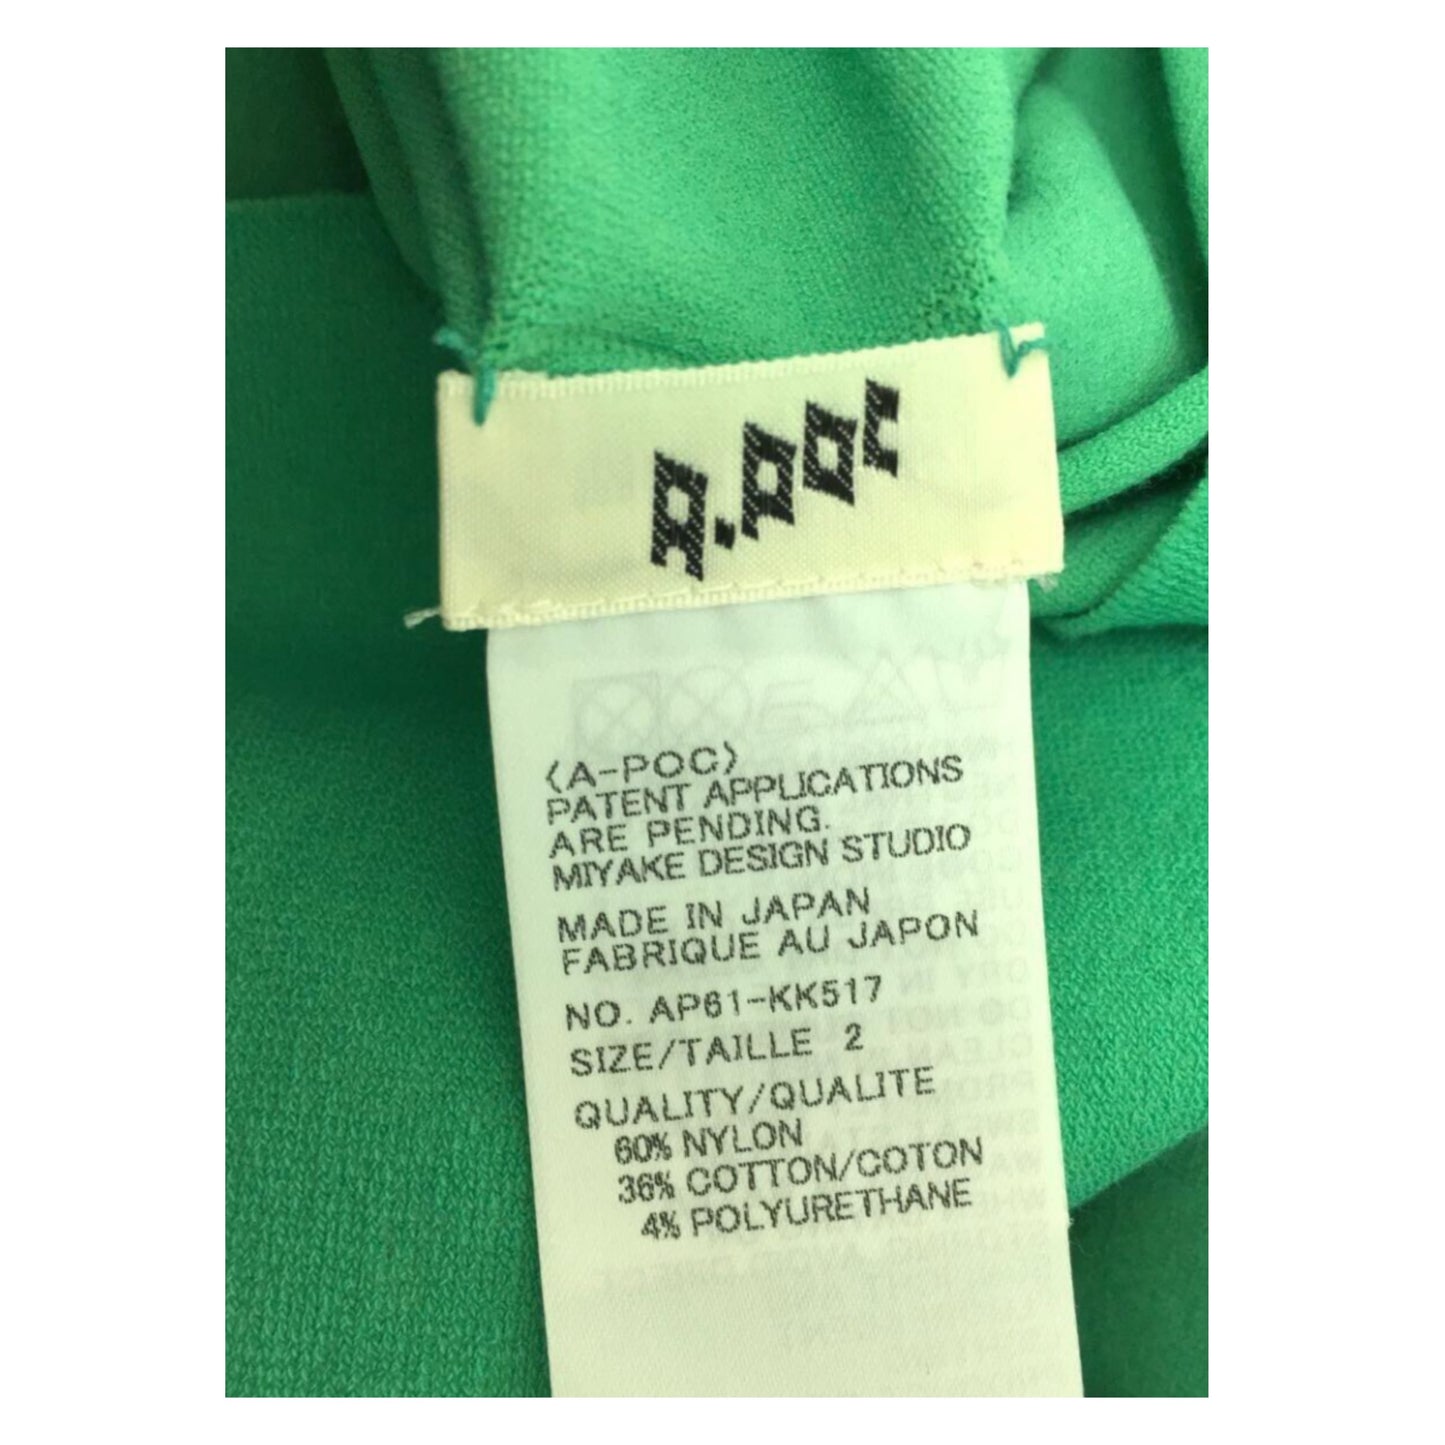 A.POC
〈A-POC〉
PATENT APPLICATIONS
ARE PENDING.
MIYAKE DESIGN STUDIO
MADE IN JAPAN
FABRIQUE AU JAPON
NO. AP61-KK517
SIZE/TAILLE 2
QUALITY/QUALITE
60% NYLON
36% COTTON/COTON
4% POLYURETHANE